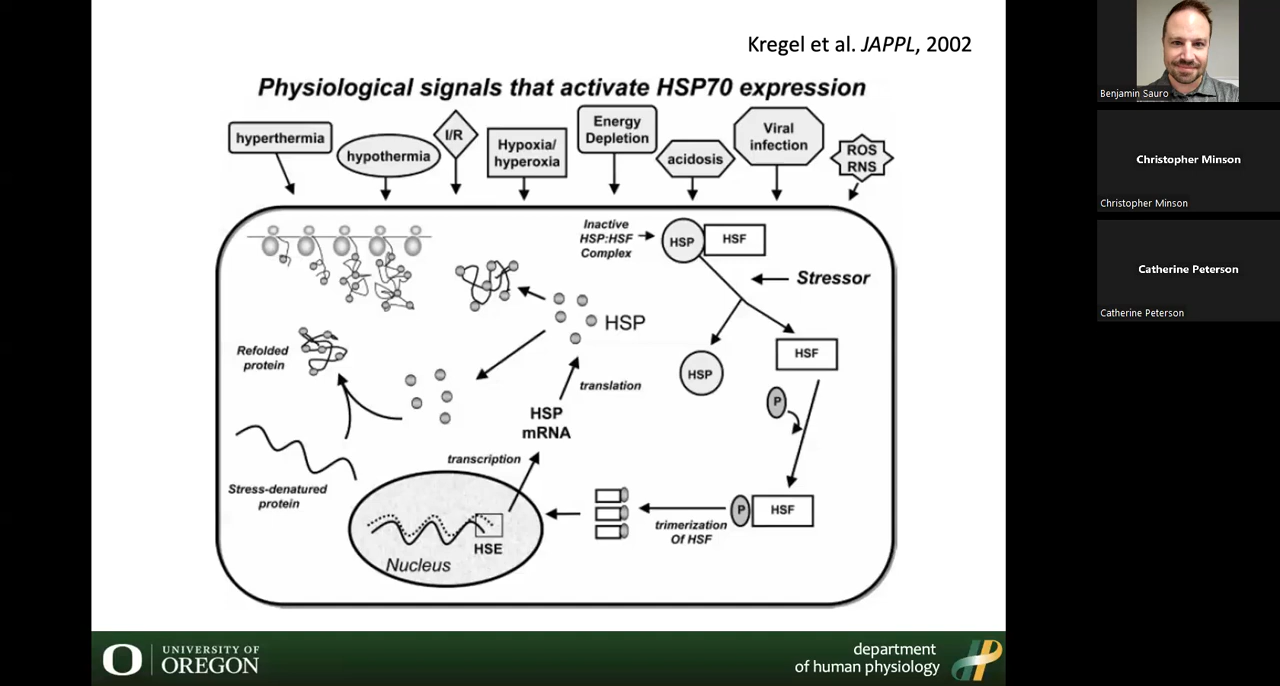 Kregel et al. JAPPL, 2002
Physiological signals that activate HSP70 expression
hyperthermia
hypothermia
I/R
Hypoxia/
hyperoxia
Energy
Depletion
acidosis
Viral
infection
ROS
RNS
Inactive
HSP:HSF
Complex
HSP
HSF
Stressor
HSP
Refolded
protein
HSP
HSF
translation
P
HSP
mRNA
transcription
Stress-denatured
protein
P
HSF
trimerization
Of HSF
HSE
Nucleus
UNIVERSITY OF
OREGON
department
of human physiology
Benjamin Sauro
Christopher Minson
Christopher Minson
Catherine Peterson
Catherine Peterson